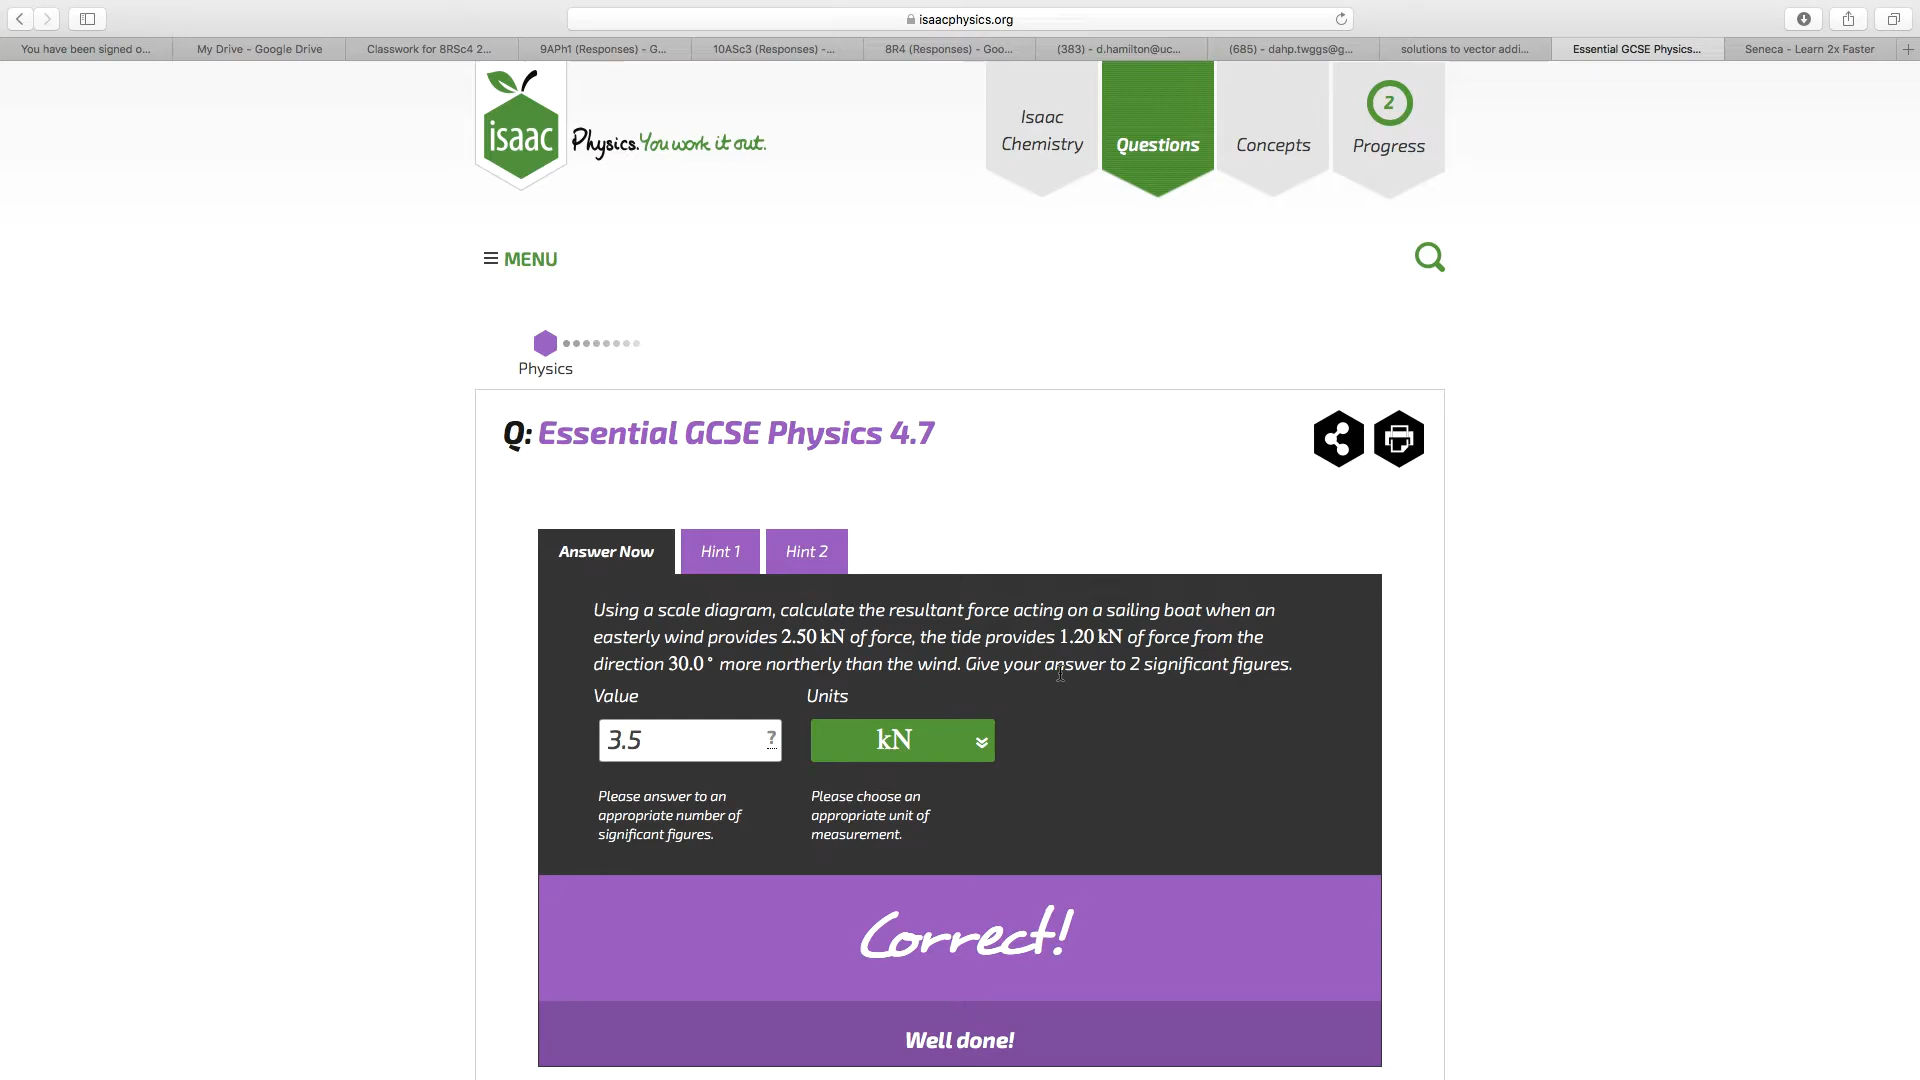 isaacphysics.org
You have been signed o...
My Drive - Google Drive
Classwork for 8RSc4 2...
9APh1 (Responses) - G...
10ASc3 (Responses) -...
8R4 (Responses) - Goo...
(383) - d.hamilton@uc...
(685) - dahp.twggs@g...
solutions to vector addi...
Essential GCSE Physics...
Seneca - Learn 2x Faster
isaac
Physics. You work it out.
Isaac
Chemistry
Questions
Concepts
2
Progress
MENU
Physics
Q: Essential GCSE Physics 4.7
Answer Now
Hint 1
Hint 2
Using a scale diagram, calculate the resultant force acting on a sailing boat when an
easterly wind provides 2.50 kN of force, the tide provides 1.20 kN of force from the
direction 30.0° more northerly than the wind. Give your answer to 2 significant figures.
Value
Units
3.5
?
kN
Please answer to an
appropriate number of
significant figures.
Please choose an
appropriate unit of
measurement.
Correct!
Well done!